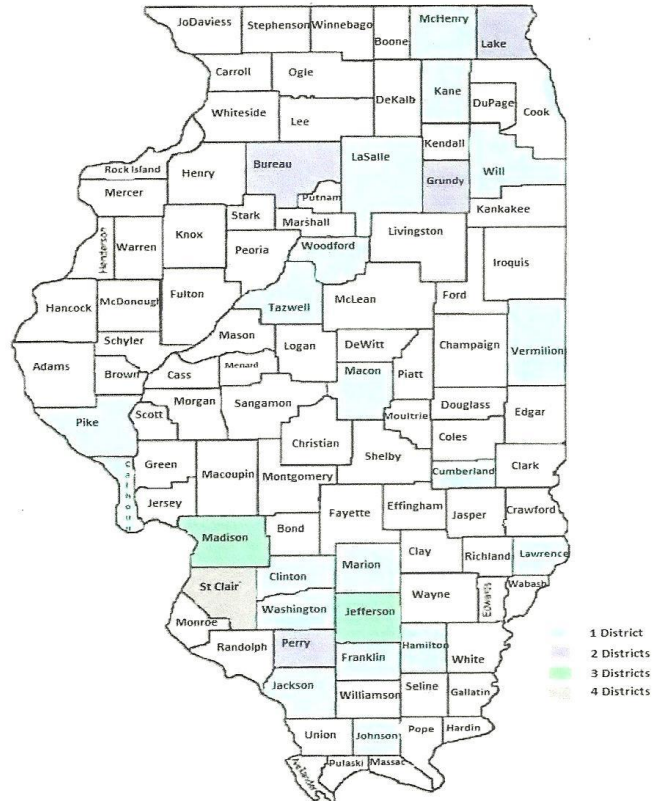 JoDaviess
Stephenson
Winnebago
Boone
McHenry
Lake
Carroll
Ogle
DeKalb
Kane
DuPage
Cook
Whiteside
Lee
Kendall
Rock Island
Henry
Bureau
LaSalle
Grundy
Will
Mercer
Putnam
Kankakee
Henderson
Warren
Knox
Stark
Marshall
Livingston
Peoria
Woodford
Iroquis
Hancock
McDonough
Fulton
Tazwell
McLean
Ford
Schyler
Mason
Logan
DeWitt
Champaign
Vermilion
Adams
Brown
Cass
Menard
Macon
Piatt
Pike
Scott
Morgan
Sangamon
Moultrie
Douglass
Edgar
Christian
Coles
Calhoun
Green
Macoupin
Montgomery
Shelby
Cumberland
Clark
Jersey
Fayette
Effingham
Jasper
Crawford
Madison
Bond
Clay
Richland
Lawrence
St Clair
Clinton
Marion
Wayne
Edwards
Wabash
Monroe
Washington
Jefferson
Randolph
Perry
Franklin
Hamilton
White
Jackson
Williamson
Seline
Gallatin
Union
Johnson
Pope
Hardin
Pulaski
Massac
1 District
2 Districts
3 Districts
4 Districts